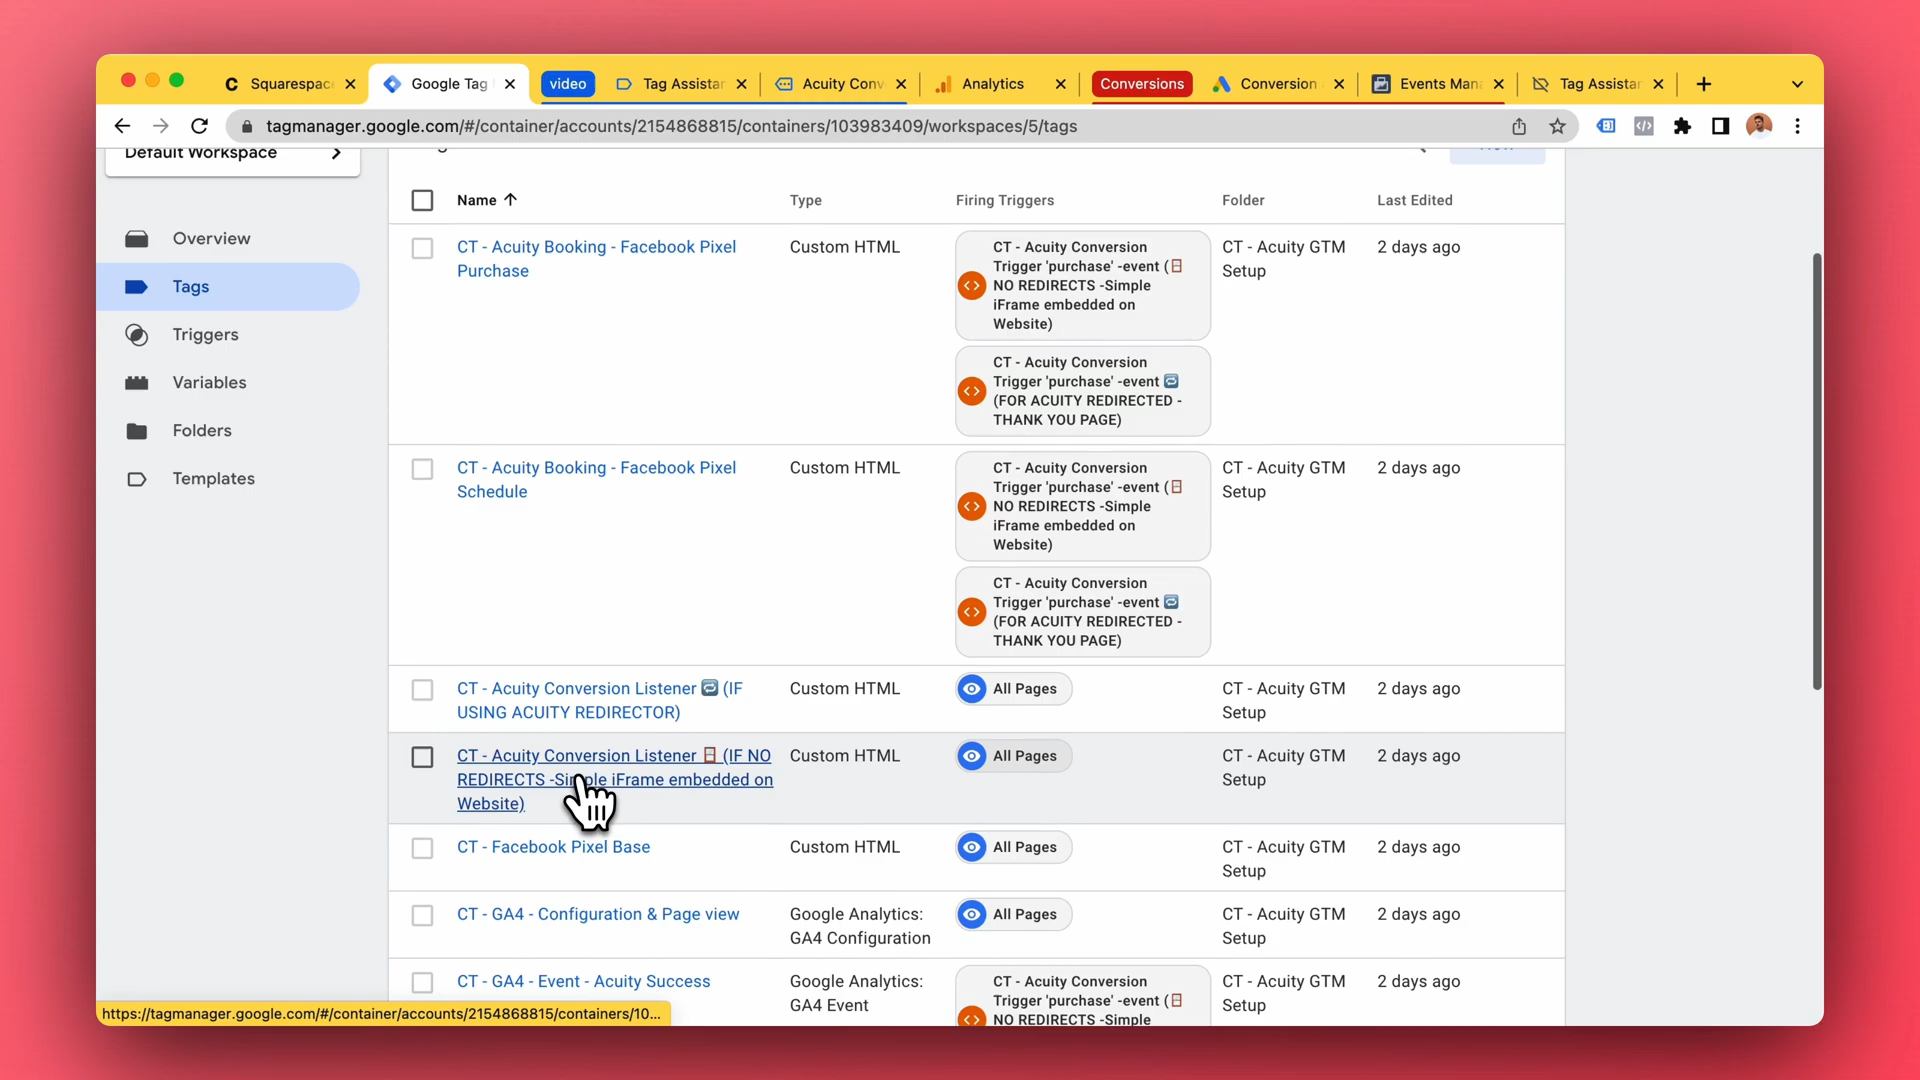 Squarespac
Google Tag
video
Tag Assistan
Acuity Conv
Analytics
Conversions
Conversion
Events Man
Tag Assistan
tagmanager.google.com/#/container/accounts/2154868815/containers/103983409/workspaces/5/tags
Default Workspace
Overview
Tags
Triggers
Variables
Folders
Templates
Name Type Firing Triggers Folder Last Edited
CT - Acuity Booking - Facebook Pixel
Purchase
Custom HTML
CT - Acuity Conversion
Trigger 'purchase' -event (🚪
NO REDIRECTS -Simple
iFrame embedded on
Website)
CT - Acuity Conversion
Trigger 'purchase' -event 🔁
(FOR ACUITY REDIRECTED -
THANK YOU PAGE)
CT - Acuity GTM
Setup
2 days ago
CT - Acuity Booking - Facebook Pixel
Schedule
Custom HTML
CT - Acuity Conversion
Trigger 'purchase' -event (🚪
NO REDIRECTS -Simple
iFrame embedded on
Website)
CT - Acuity Conversion
Trigger 'purchase' -event 🔁
(FOR ACUITY REDIRECTED -
THANK YOU PAGE)
CT - Acuity GTM
Setup
2 days ago
CT - Acuity Conversion Listener 🔁 (IF
USING ACUITY REDIRECTOR)
Custom HTML
All Pages
CT - Acuity GTM
Setup
2 days ago
CT - Acuity Conversion Listener 🚪 (IF NO
REDIRECTS -Simple iFrame embedded on
Website)
Custom HTML
All Pages
CT - Acuity GTM
Setup
2 days ago
CT - Facebook Pixel Base
Custom HTML
All Pages
CT - Acuity GTM
Setup
2 days ago
CT - GA4 - Configuration & Page view
Google Analytics:
GA4 Configuration
All Pages
CT - Acuity GTM
Setup
2 days ago
CT - GA4 - Event - Acuity Success
Google Analytics:
GA4 Event
CT - Acuity Conversion
Trigger 'purchase' -event (🚪
NO REDIRECTS -Simple
CT - Acuity GTM
Setup
2 days ago
https://tagmanager.google.com/#/container/accounts/2154868815/containers/10...